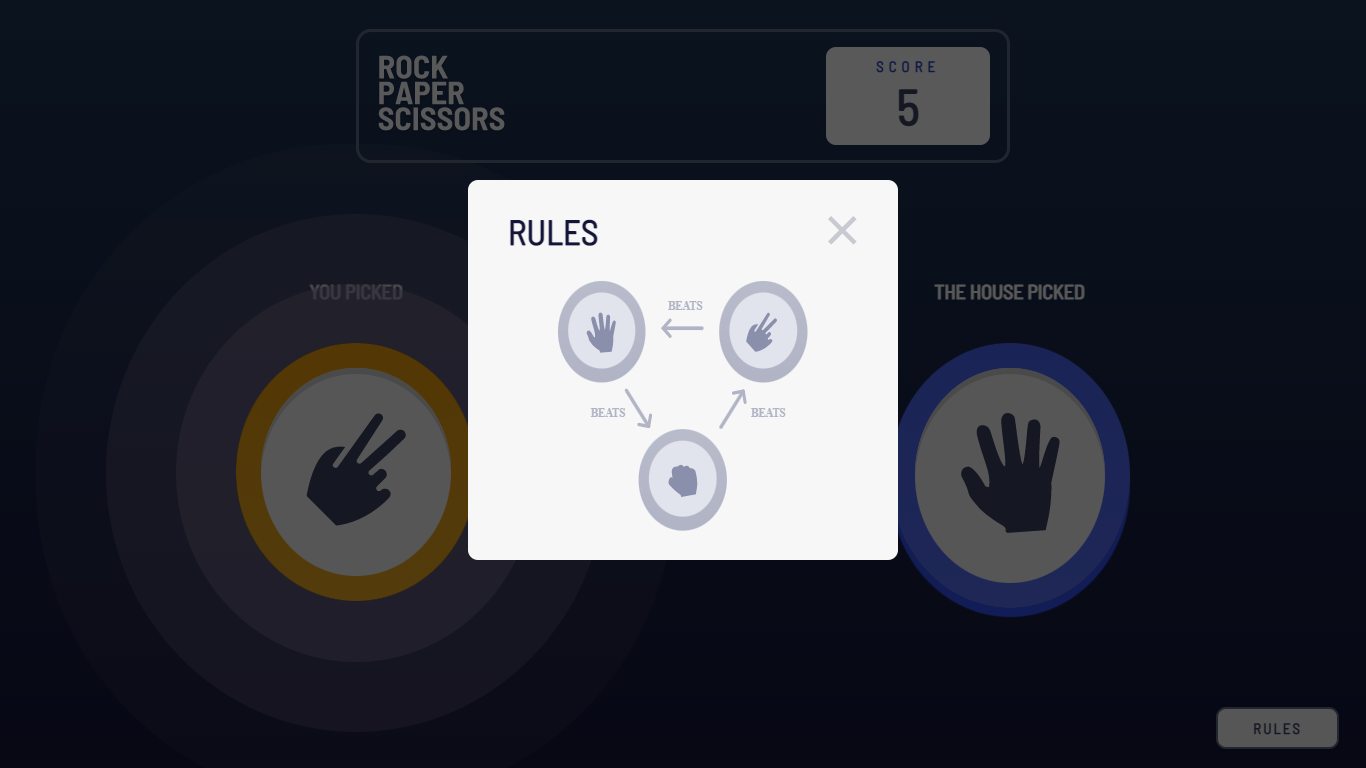 ROCK
PAPER
SCISSORS
SCORE
5
RULES
YOU PICKED
THE HOUSE PICKED
BEATS
BEATS
BEATS
RULES